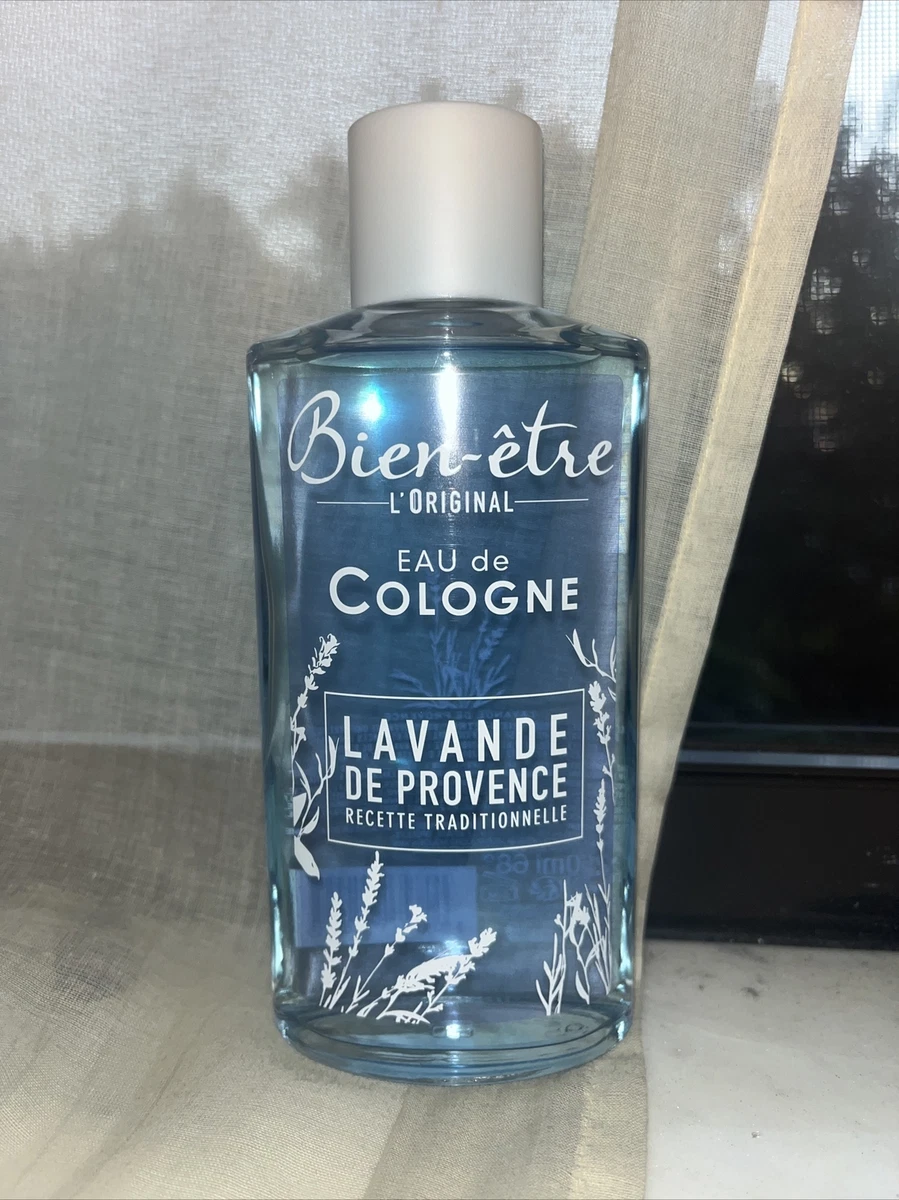 Bien-être
L'ORIGINAL
EAU de
COLOGNE
LAVANDE
DE PROVENCE
RECETTE TRADITIONNELLE